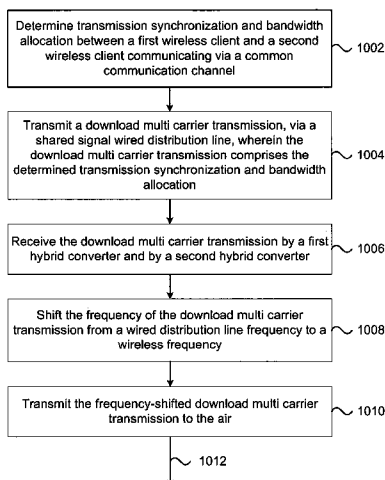 Determine transmission synchronization and bandwidth
allocation between a first wireless client and a second
wireless client communicating via a common
communication channel
1002
Transmit a download multi carrier transmission, via a
shared signal wired distribution line, wherein the
download multi carrier transmission comprises the
determined transmission synchronization and bandwidth
allocation
1004
Receive the download multi carrier transmission by a first
hybrid converter and by a second hybrid converter
1006
Shift the frequency of the download multi carrier
transmission from a wired distribution line frequency to a
wireless frequency
1008
Transmit the frequency-shifted download multi carrier
transmission to the air
1010
1012